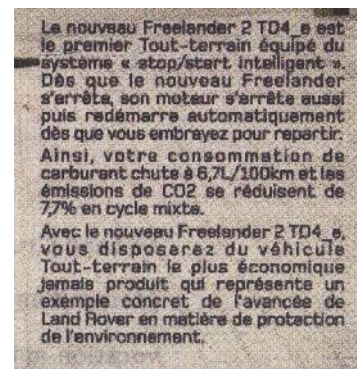 Le nouveau Freelander 2 TD4_e est
le premier Tout-terrain équipé du
système « stop/start intelligent ».
Dès que le nouveau Freelander
s'arrête, son moteur s'arrête aussi
puis redémarre automatiquement
dès que vous embrayez pour repartir.
Ainsi, votre consommation de
carburant chute à 6,7L/100km et les
émissions de CO2 se réduisent de
7,7% en cycle mixte.
Avec le nouveau Freelander 2 TD4_e,
vous disposerez du véhicule
Tout-terrain le plus économique
jamais produit qui représente un
exemple concret de l'avancée de
Land Rover en matière de protection
de l'environnement.